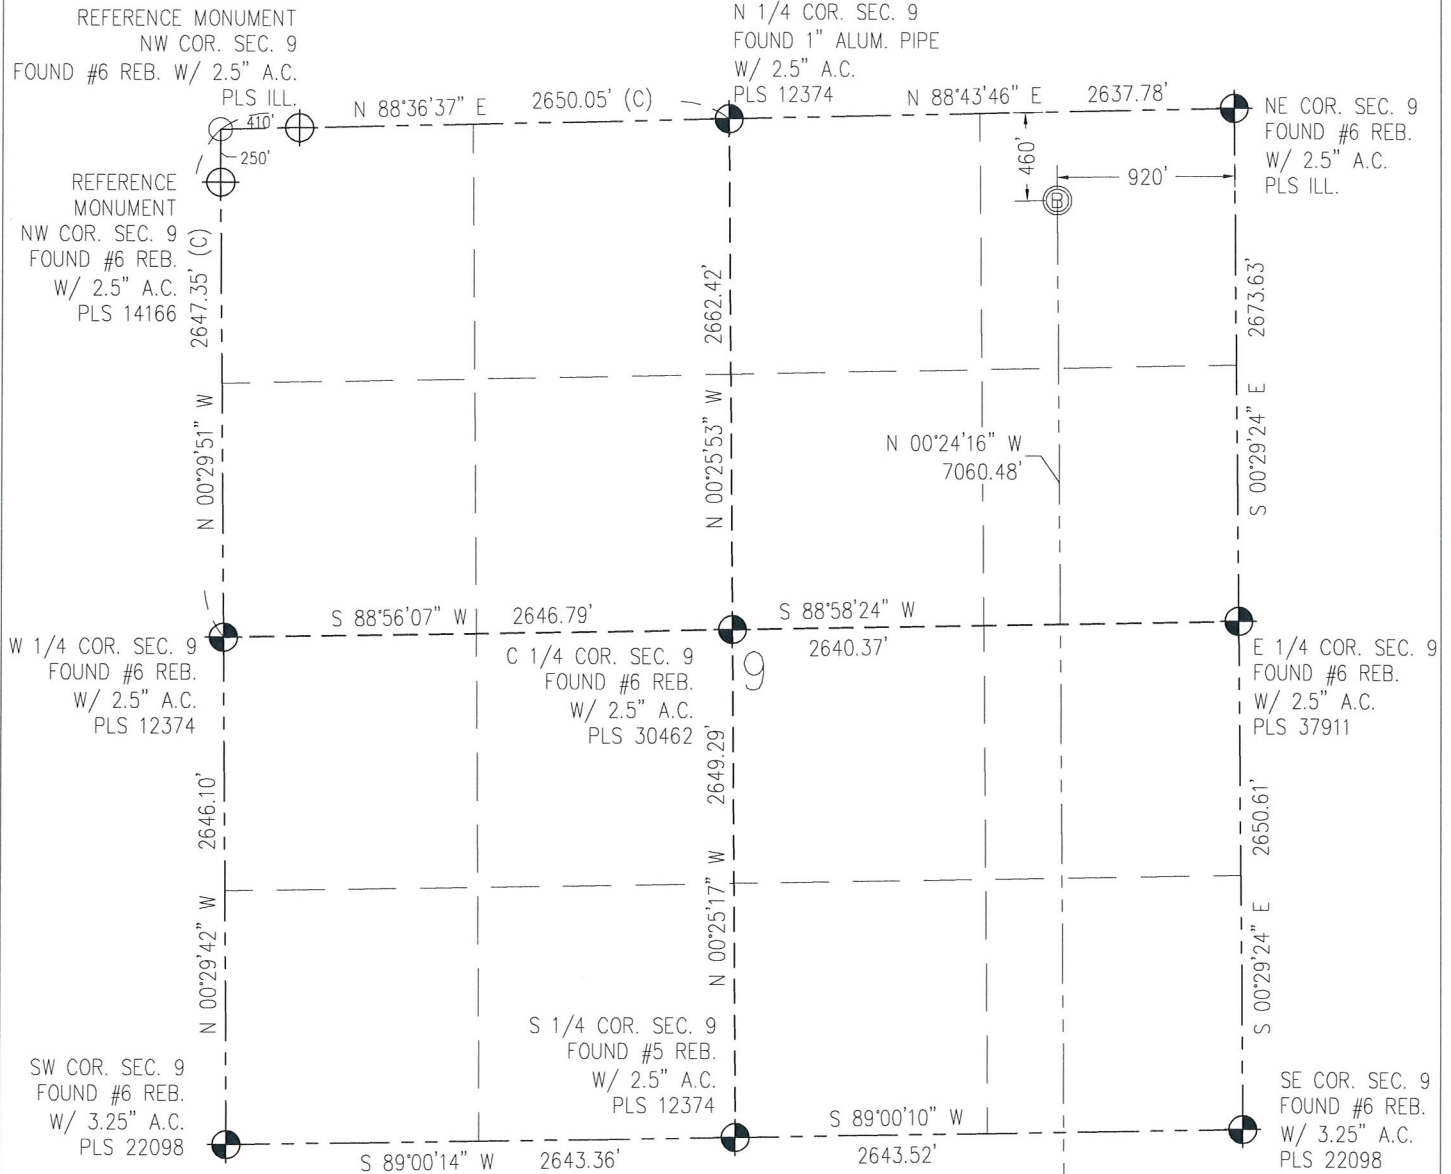 REFERENCE MONUMENT
NW COR. SEC. 9
FOUND #6 REB. W/ 2.5" A.C.
PLS ILL.
N 1/4 COR. SEC. 9
FOUND 1" ALUM. PIPE
W/ 2.5" A.C.
PLS 12374
N 88°36'37" E
2650.05' (C)
N 88°43'46" E
2637.78'
NE COR. SEC. 9
FOUND #6 REB.
W/ 2.5" A.C.
PLS ILL.
410'
250'
460'
920'
B
REFERENCE
MONUMENT
NW COR. SEC. 9
FOUND #6 REB.
W/ 2.5" A.C.
PLS 14166
2647.35' (C)
N 00°29'51" W
2662.42'
N 00°25'53" W
2673.63'
S 00°29'24" E
N 00°24'16" W
7060.48'
S 88°56'07" W
2646.79'
S 88°58'24" W
2640.37'
W 1/4 COR. SEC. 9
FOUND #6 REB.
W/ 2.5" A.C.
PLS 12374
C 1/4 COR. SEC. 9
FOUND #6 REB.
W/ 2.5" A.C.
PLS 30462
9
E 1/4 COR. SEC. 9
FOUND #6 REB.
W/ 2.5" A.C.
PLS 37911
2646.10'
N 00°29'42" W
2649.29'
N 00°25'17" W
2650.61'
S 00°29'24" E
SW COR. SEC. 9
FOUND #6 REB.
W/ 3.25" A.C.
PLS 22098
S 1/4 COR. SEC. 9
FOUND #5 REB.
W/ 2.5" A.C.
PLS 12374
SE COR. SEC. 9
FOUND #6 REB.
W/ 3.25" A.C.
PLS 22098
S 89°00'14" W
2643.36'
S 89°00'10" W
2643.52'